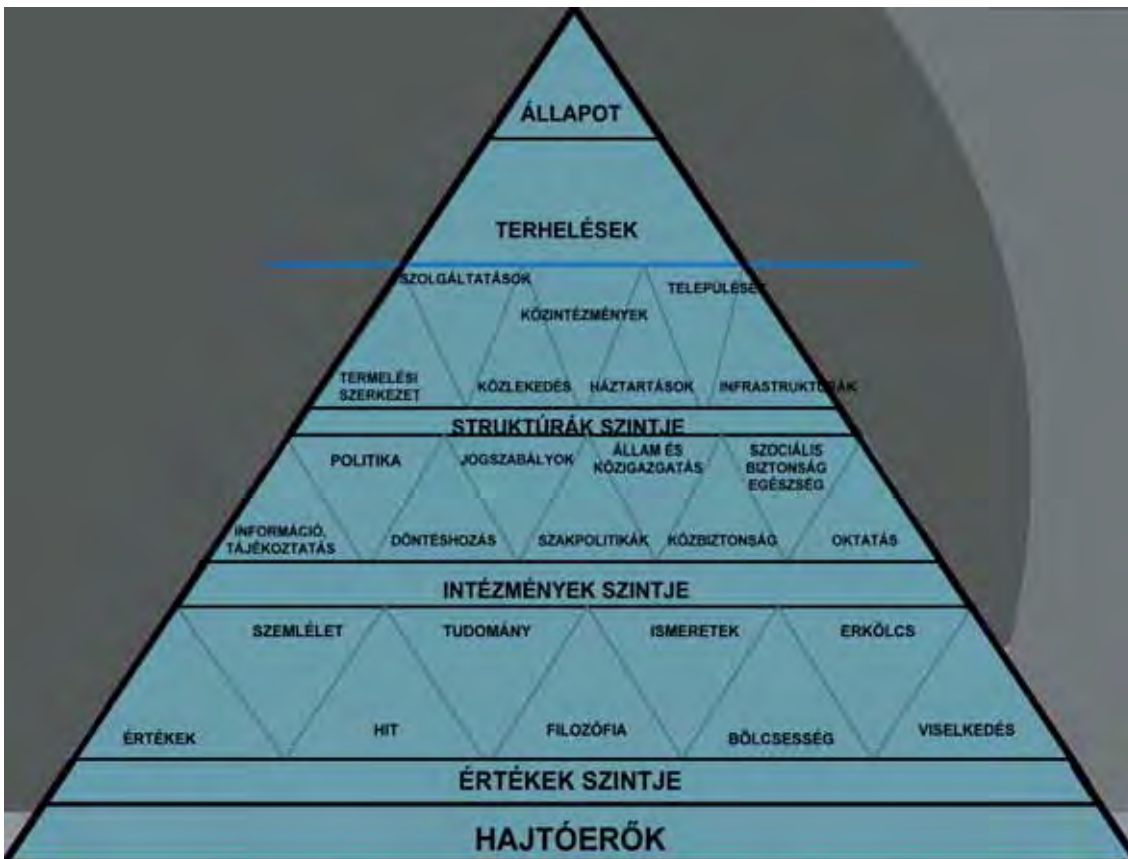 ÁLLAPOT
TERHELÉSEK
SZOLGÁLTATÁSOK
TELEPÜLÉSEK
KÖZINTÉZMÉNYEK
TERMELÉSI
SZERKEZET
KÖZLEKEDÉS
HÁZTARTÁSOK
INFRASTRUKTÚRÁK
STRUKTÚRÁK SZINTJE
POLITIKA
JOGSZABÁLYOK
ÁLLAM ÉS
KÖZIGAZGATÁS
SZOCIÁLIS
BIZTONSÁG
EGÉSZSÉG
INFORMÁCIÓ,
TÁJÉKOZTATÁS
DÖNTÉSHOZÁS
SZAKPOLITIKÁK
KÖZBIZTONSÁG
OKTATÁS
INTÉZMÉNYEK SZINTJE
SZEMLÉLET
TUDOMÁNY
ISMERETEK
ERKÖLCS
ÉRTÉKEK
HIT
FILOZÓFIA
BÖLCSESSÉG
VISELKEDÉS
ÉRTÉKEK SZINTJE
HAJTÓERŐK